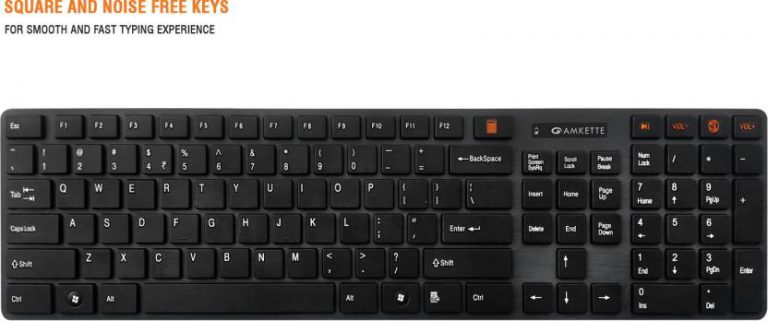 SQUARE AND NOISE FREE KEYS
FOR SMOOTH AND FAST TYPING EXPERIENCE
Esc F1 F2 F3 F4 F5 F6 F7 F8 F9 F10 F11 F12 AMKETTE VOL- VOL+
~ ` ! 1 @ 2 # 3 $ 4 ₹ % 5 ^ 6 & 7 * 8 ( 9 ) 0 BackSpace Print Screen SysRq Scroll Lock Pause Break Num Lock / * -
Tab Q W E R T Y U I O P { [ } ] | \ Insert Home Page Up 7 Home 8 ↑ 9 PgUp +
Caps Lock A S D F G H J K L : ; " ' Enter Delete End Page Down 4 ← 5 6 →
⇧Shift Z X C V B N M < , > . ? / ⇧Shift ↑ 1 End 2 ↓ 3 PgDn Enter
Ctrl Alt Alt Ctrl ← ↓ → 0 Ins . Del